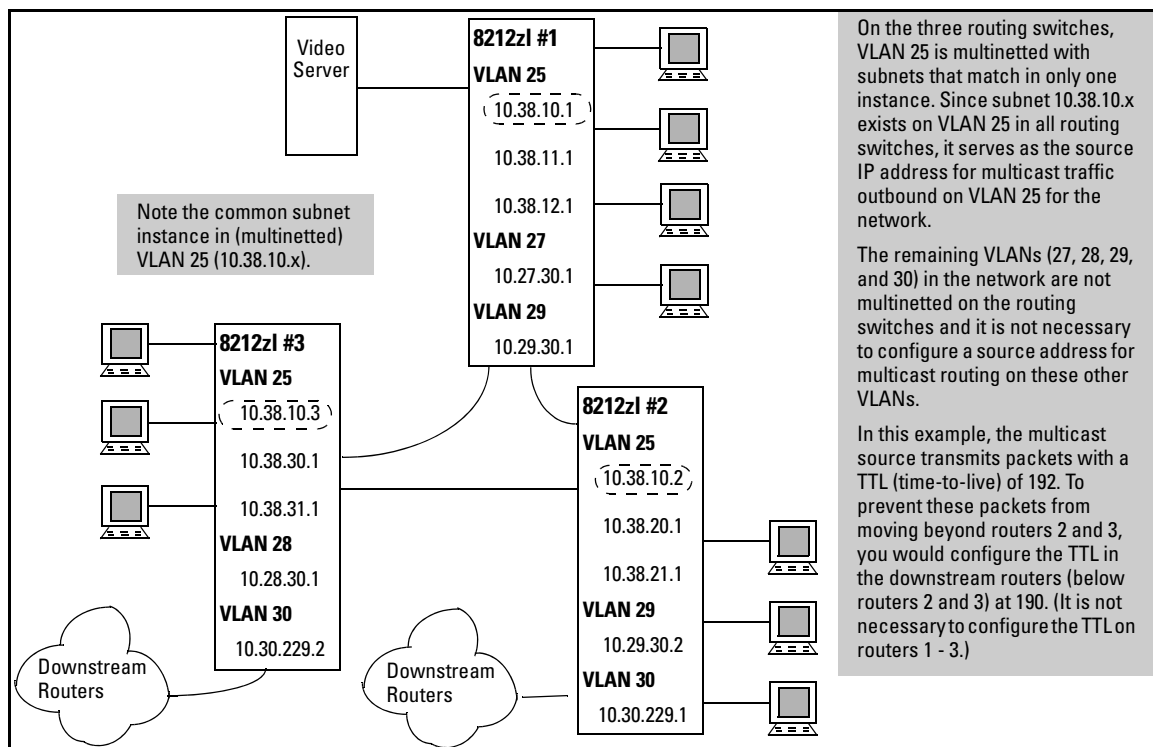 Video
Server
8212zl #1
VLAN 25
10.38.10.1
10.38.11.1
10.38.12.1
VLAN 27
10.27.30.1
VLAN 29
10.29.30.1
Note the common subnet
instance in (multinetted)
VLAN 25 (10.38.10.x).
8212zl #3
VLAN 25
10.38.10.3
10.38.30.1
10.38.31.1
VLAN 28
10.28.30.1
VLAN 30
10.30.229.2
Downstream
Routers
8212zl #2
VLAN 25
10.38.10.2
10.38.20.1
10.38.21.1
VLAN 29
10.29.30.2
VLAN 30
10.30.229.1
Downstream
Routers
On the three routing switches,
VLAN 25 is multinetted with
subnets that match in only one
instance. Since subnet 10.38.10.x
exists on VLAN 25 in all routing
switches, it serves as the source
IP address for multicast traffic
outbound on VLAN 25 for the
network.
The remaining VLANs (27, 28, 29,
and 30) in the network are not
multinetted on the routing
switches and it is not necessary
to configure a source address for
multicast routing on these other
VLANs.
In this example, the multicast
source transmits packets with a
TTL (time-to-live) of 192. To
prevent these packets from
moving beyond routers 2 and 3,
you would configure the TTL in
the downstream routers (below
routers 2 and 3) at 190. (It is not
necessary to configure the TTL on
routers 1 - 3.)